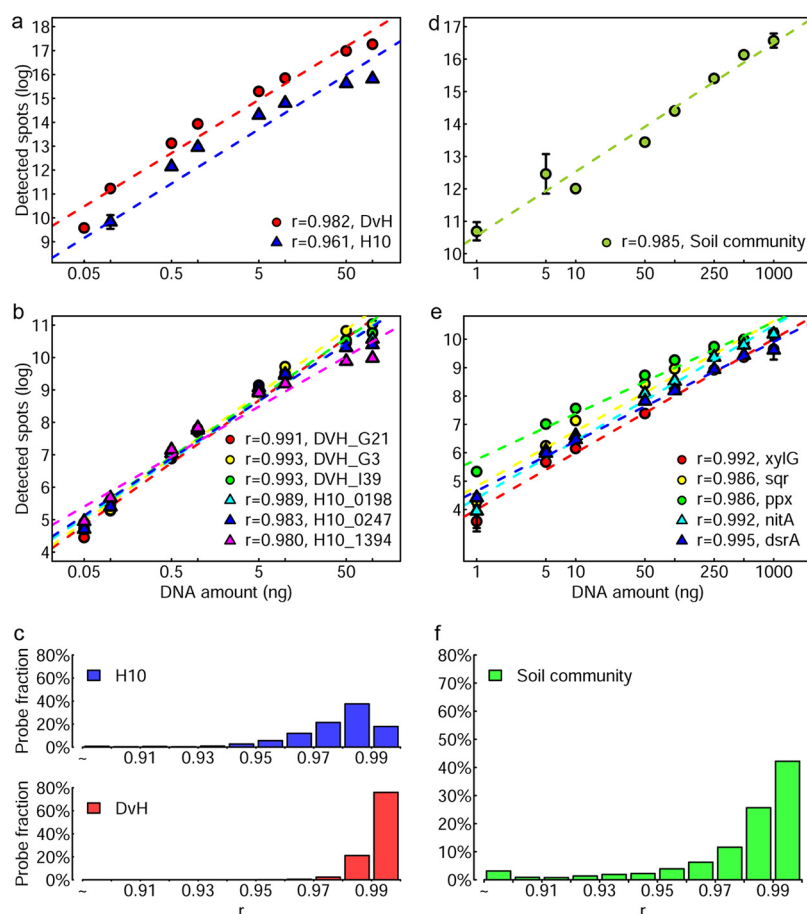 a
Detected spots (log)
17
16
15
14
13
12
11
10
9
r=0.982, DvH
r=0.961, H10
0.05 0.5 5 50
d
17
16
15
14
13
12
11
10
r=0.985, Soil community
1 5 10 50 250 1000
b
Detected spots (log)
11
10
9
8
7
6
5
4
r=0.991, DVH_G21
r=0.993, DVH_G3
r=0.993, DVH_I39
r=0.989, H10_0198
r=0.983, H10_0247
r=0.980, H10_1394
0.05 0.5 5 50
DNA amount (ng)
e
10
9
8
7
6
5
4
r=0.992, xylG
r=0.986, sqr
r=0.986, ppx
r=0.992, nitA
r=0.995, dsrA
1 5 10 50 250 1000
DNA amount (ng)
c
Probe fraction
80%
60%
40%
20%
0%
H10
~ 0.91 0.93 0.95 0.97 0.99
Probe fraction
80%
60%
40%
20%
0%
DvH
~ 0.91 0.93 0.95 0.97 0.99
r
f
80%
70%
60%
50%
40%
30%
20%
10%
0%
Soil community
~ 0.91 0.93 0.95 0.97 0.99
r